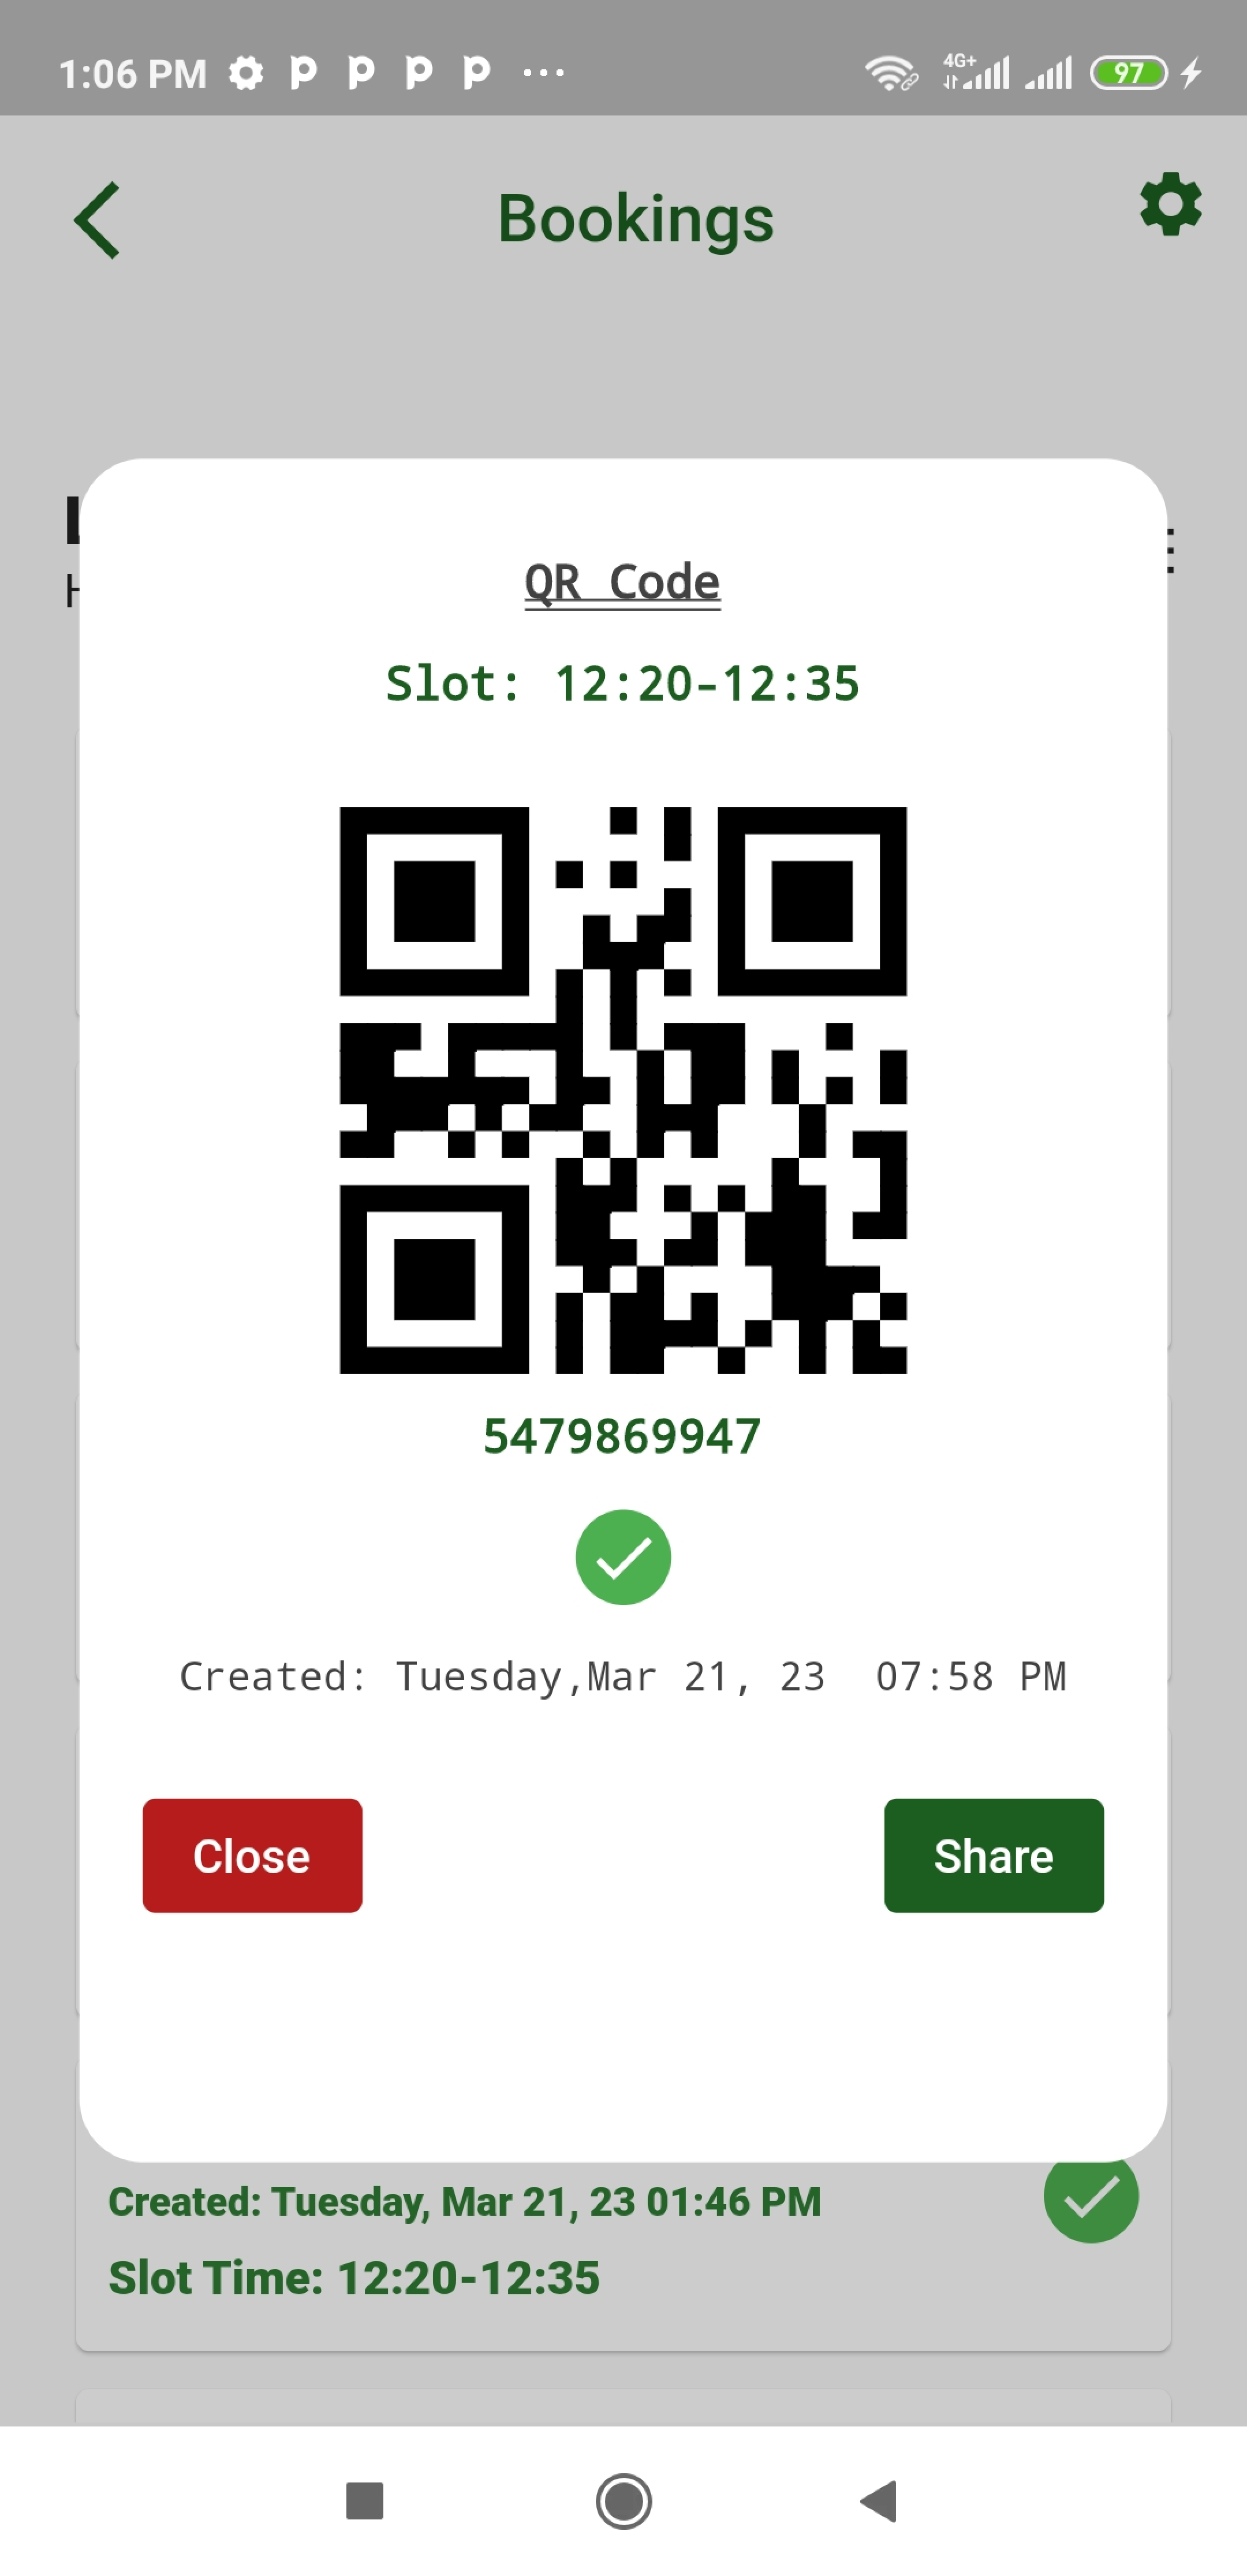 1:06 PM
4G+
97
Bookings
QR Code
Slot: 12:20-12:35
5479869947
Created: Tuesday,Mar 21, 23  07:58 PM
Close
Share
Created: Tuesday, Mar 21, 23 01:46 PM
Slot Time: 12:20-12:35